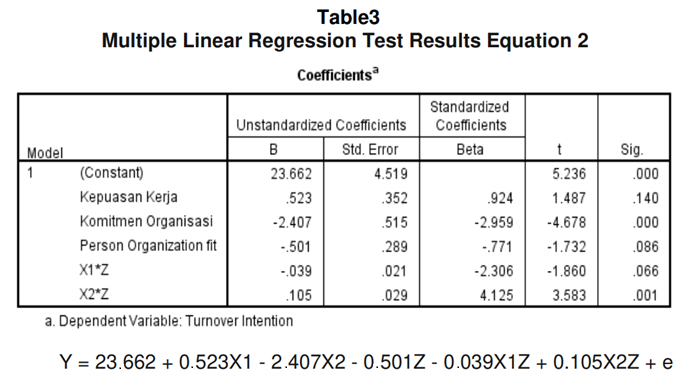 Table3
Multiple Linear Regression Test Results Equation 2
Coefficientsa
Model Unstandardized Coefficients Standardized Coefficients t Sig.
B Std. Error Beta
1 (Constant) 23.662 4.519 5.236 .000
Kepuasan Kerja .523 .352 .924 1.487 .140
Komitmen Organisasi -2.407 .515 -2.959 -4.678 .000
Person Organization fit -.501 .289 -.771 -1.732 .086
X1*Z -.039 .021 -2.306 -1.860 .066
X2*Z .105 .029 4.125 3.583 .001
a. Dependent Variable: Turnover Intention
Y = 23.662 + 0.523X1 - 2.407X2 - 0.501Z - 0.039X1Z + 0.105X2Z + e